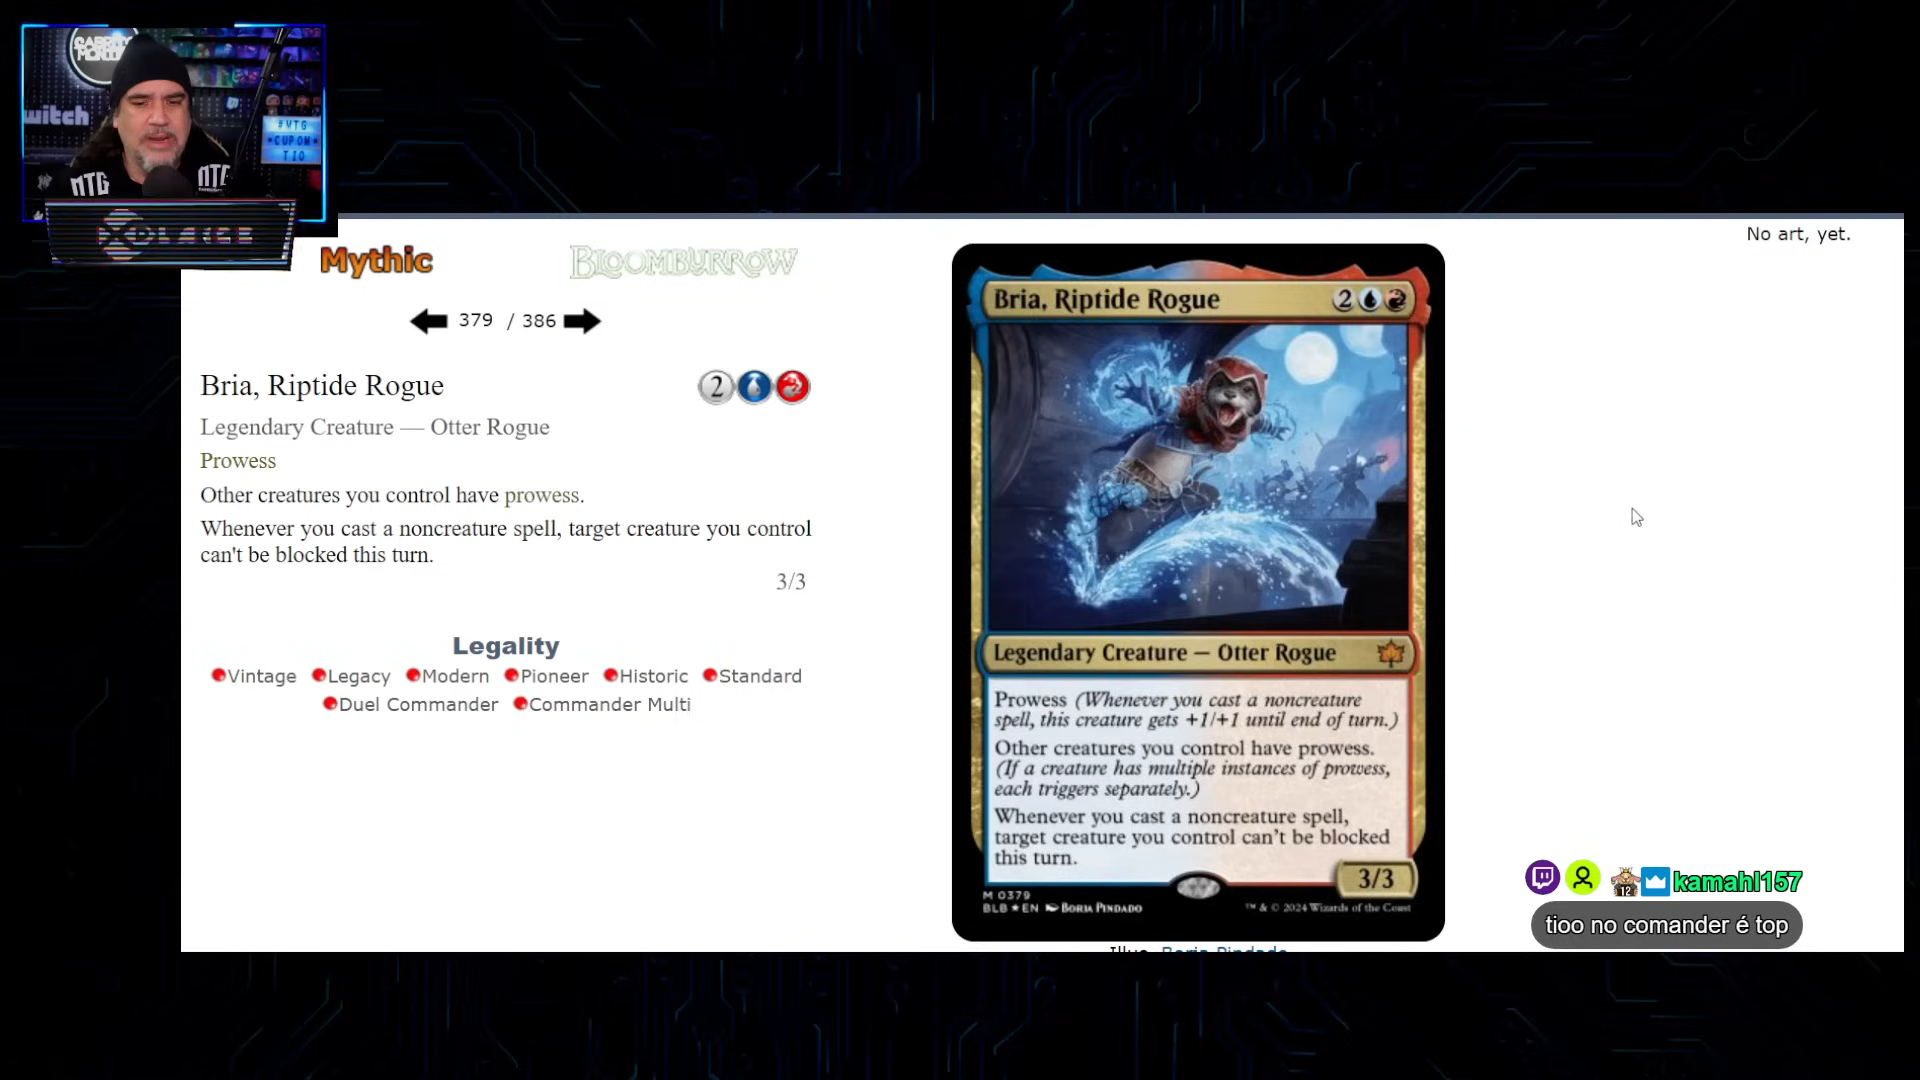 witch
#MTG
CUPOM
TIO
MTG
Mythic
BLOOMBURROW
No art, yet.
379 / 386
Bria, Riptide Rogue
2
Legendary Creature — Otter Rogue
Prowess
Other creatures you control have prowess.
Whenever you cast a noncreature spell, target creature you control
can't be blocked this turn.
3/3
Legality
Vintage Legacy Modern Pioneer Historic Standard
Duel Commander Commander Multi
Bria, Riptide Rogue 2
Legendary Creature — Otter Rogue
Prowess (Whenever you cast a noncreature
spell, this creature gets +1/+1 until end of turn.)
Other creatures you control have prowess.
(If a creature has multiple instances of prowess,
each triggers separately.)
Whenever you cast a noncreature spell,
target creature you control can't be blocked
this turn.
3/3
M 0379
BLB ★ EN Borja Pindado
™ & © 2024 Wizards of the Coast
12 kamahl157
tioo no comander é top